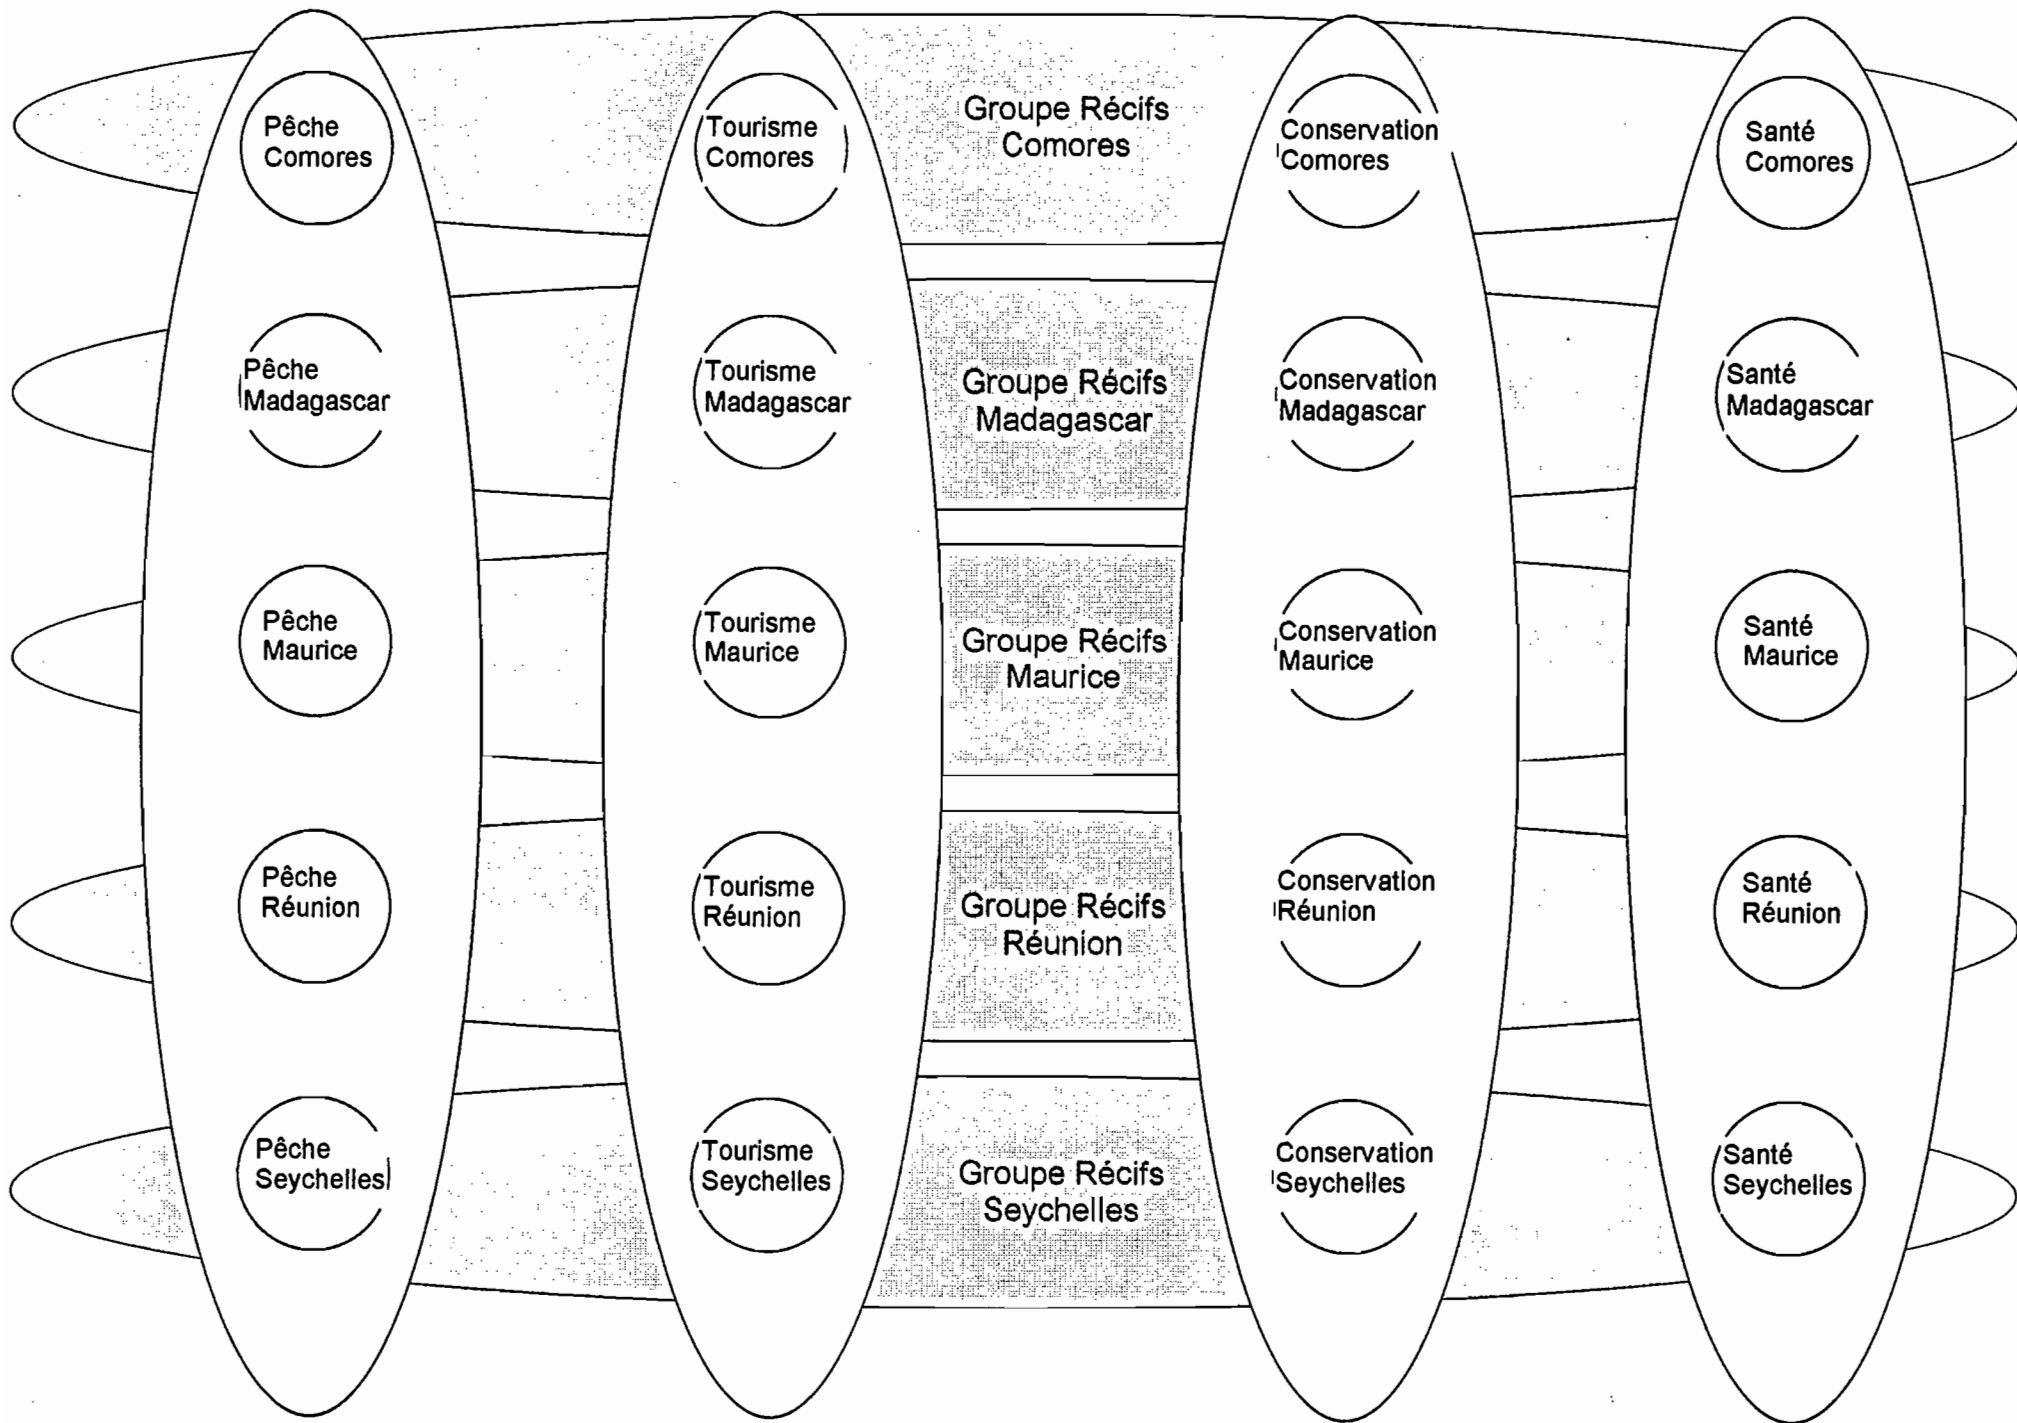 Pêche
Comores
Tourisme
Comores
Groupe Récifs
Comores
Conservation
Comores
Santé
Comores
Pêche
Madagascar
Tourisme
Madagascar
Groupe Récifs
Madagascar
Conservation
Madagascar
Santé
Madagascar
Pêche
Maurice
Tourisme
Maurice
Groupe Récifs
Maurice
Conservation
Maurice
Santé
Maurice
Pêche
Réunion
Tourisme
Réunion
Groupe Récifs
Réunion
Conservation
Réunion
Santé
Réunion
Pêche
Seychelles
Tourisme
Seychelles
Groupe Récifs
Seychelles
Conservation
Seychelles
Santé
Seychelles